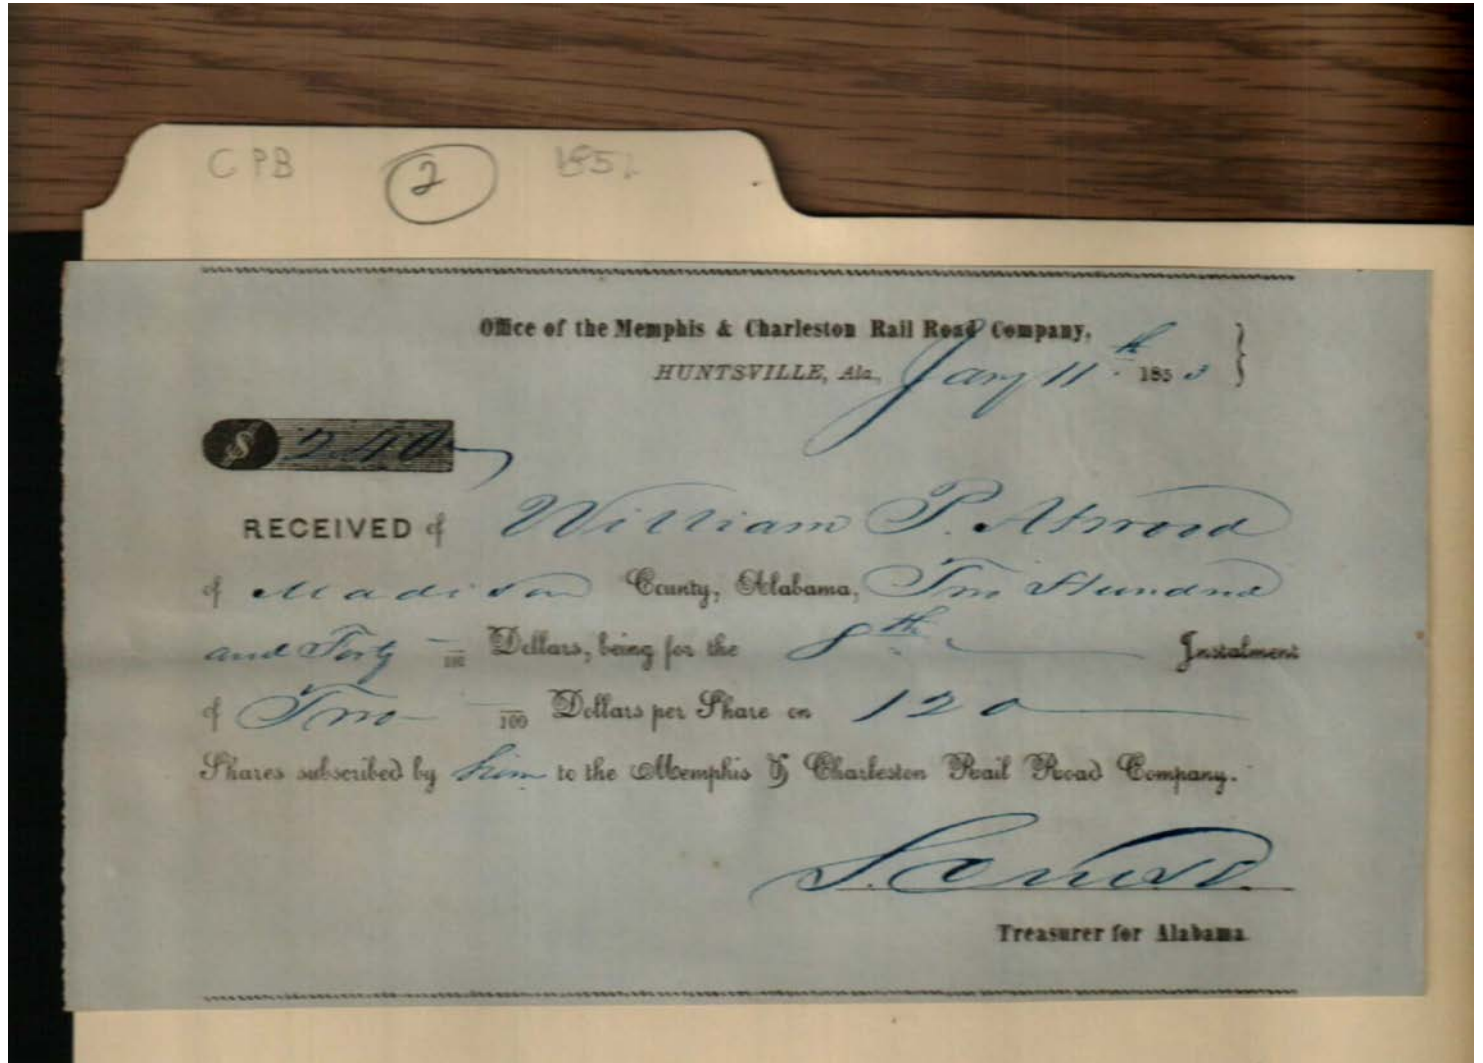 CPB 2 185
Office of the Memphis & Charleston Rail Road Company,
HUNTSVILLE, Ala., Jany 11th 1853
$ 240
RECEIVED of William P. Atwood
of Madison County, Alabama, Two Hundred
and Forty — /100 Dollars, being for the 8th Instalment
of Two — /100 Dollars per Share on 120
Shares subscribed by him to the Memphis & Charleston Rail Road Company.
S. Cruse
Treasurer for Alabama.